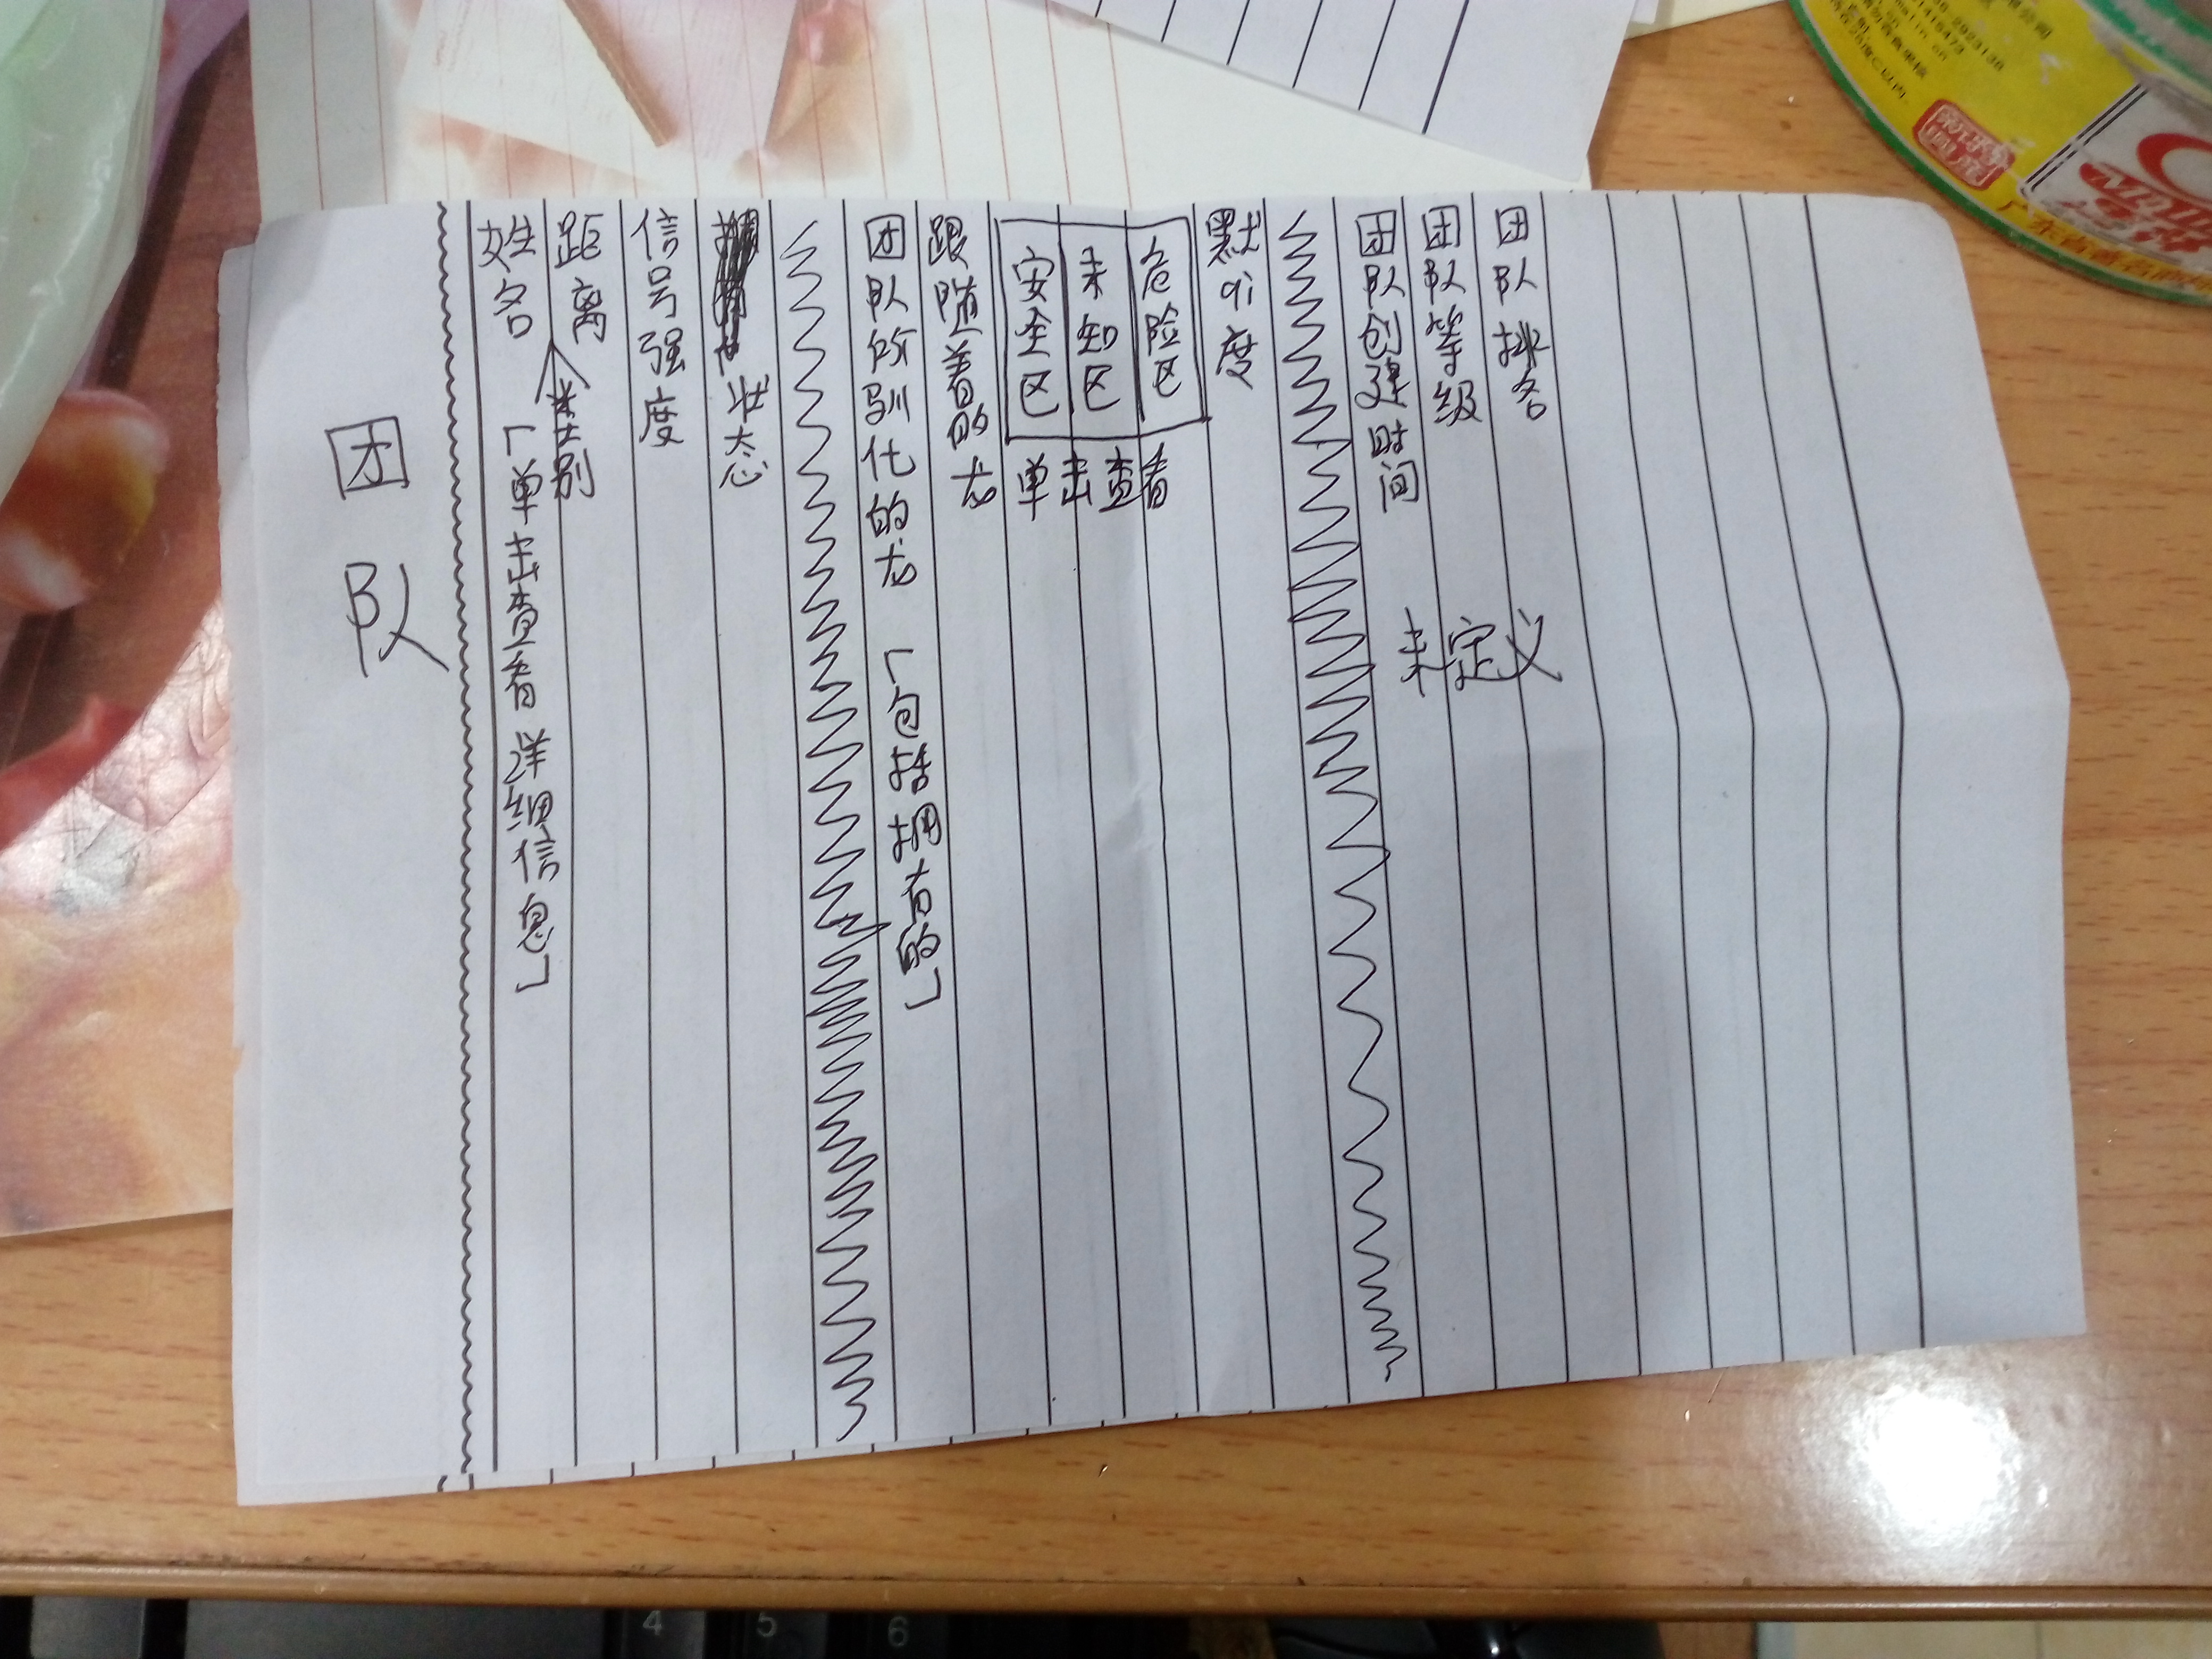 团队
姓名「单击查看详细信息」
类别
距离
信号强度
状态
团队所驯化的龙「包括拥有的」
跟随着的龙
安全区
未知区
危险区
单击查看
默ɑi度
团队创建时间
团队等级
团队排名
未定义
4 5 6